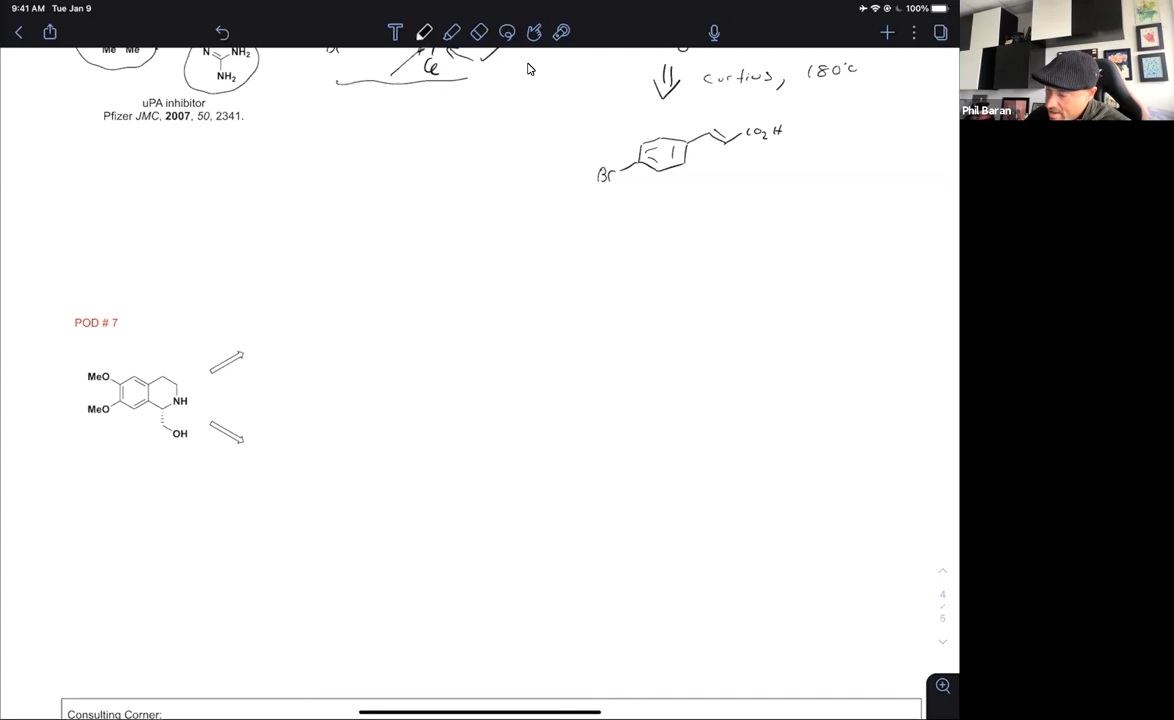 9:41 AM Tue Jan 9
100%
T
Phil Baran
Me Me
N
NH2
NH2
uPA inhibitor
Pfizer JMC, 2007, 50, 2341.
Br
curtius, 180°C
CO2H
Br
POD # 7
MeO
MeO
NH
OH
4
5
Consulting Corner: